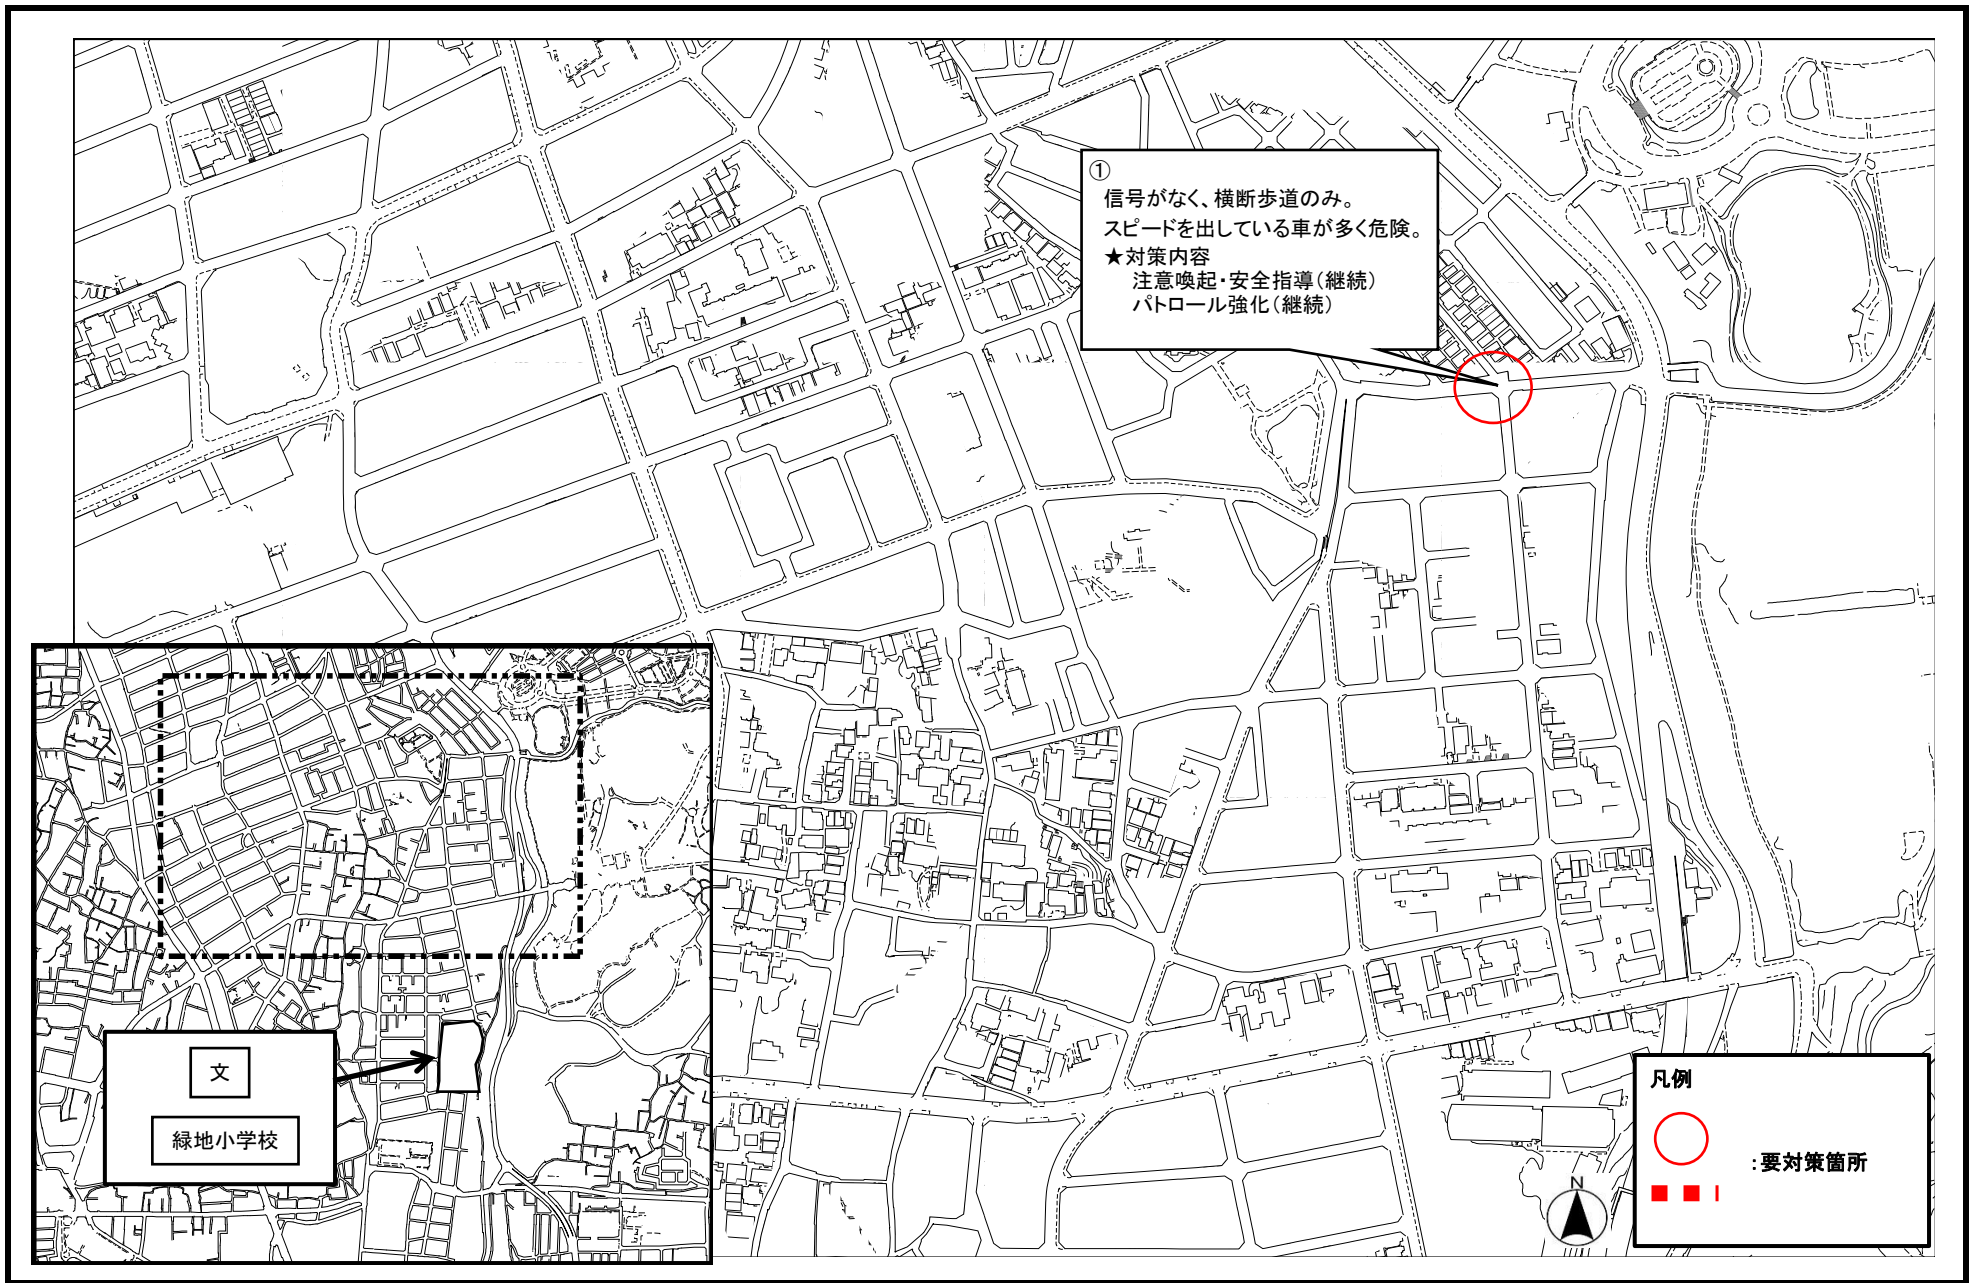 ①
信号がなく、横断歩道のみ。
スピードを出している車が多く危険。
★対策内容
注意喚起・安全指導（継続）
パトロール強化（継続）
文
緑地小学校
凡例
：要対策箇所
N